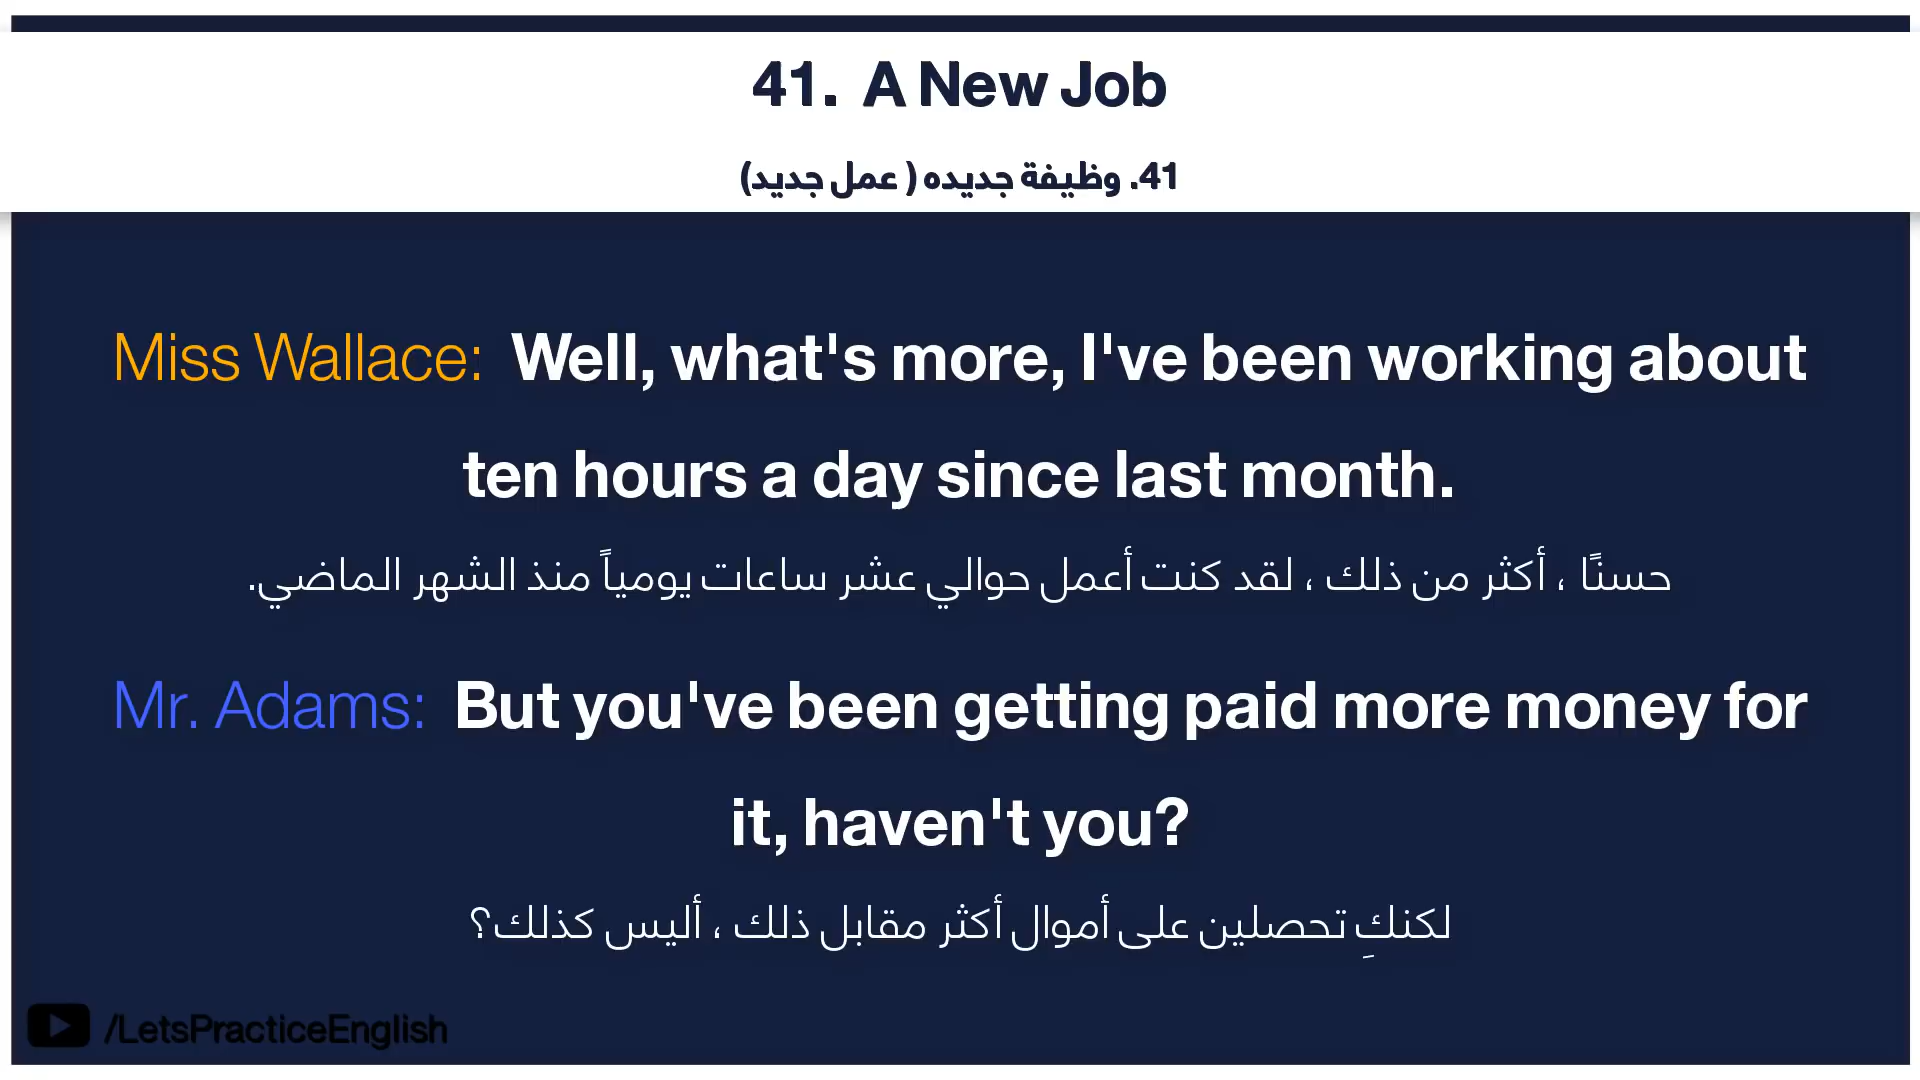 41. A New Job
41. وظيفة جديده ( عمل جديد)
Miss Wallace: Well, what's more, I've been working about
ten hours a day since last month.
حسنًا ، أكثر من ذلك ، لقد كنت أعمل حوالي عشر ساعات يومياً منذ الشهر الماضي.
Mr. Adams: But you've been getting paid more money for
it, haven't you?
لكنكِ تحصلين على أموال أكثر مقابل ذلك ، أليس كذلك؟
/LetsPracticeEnglish